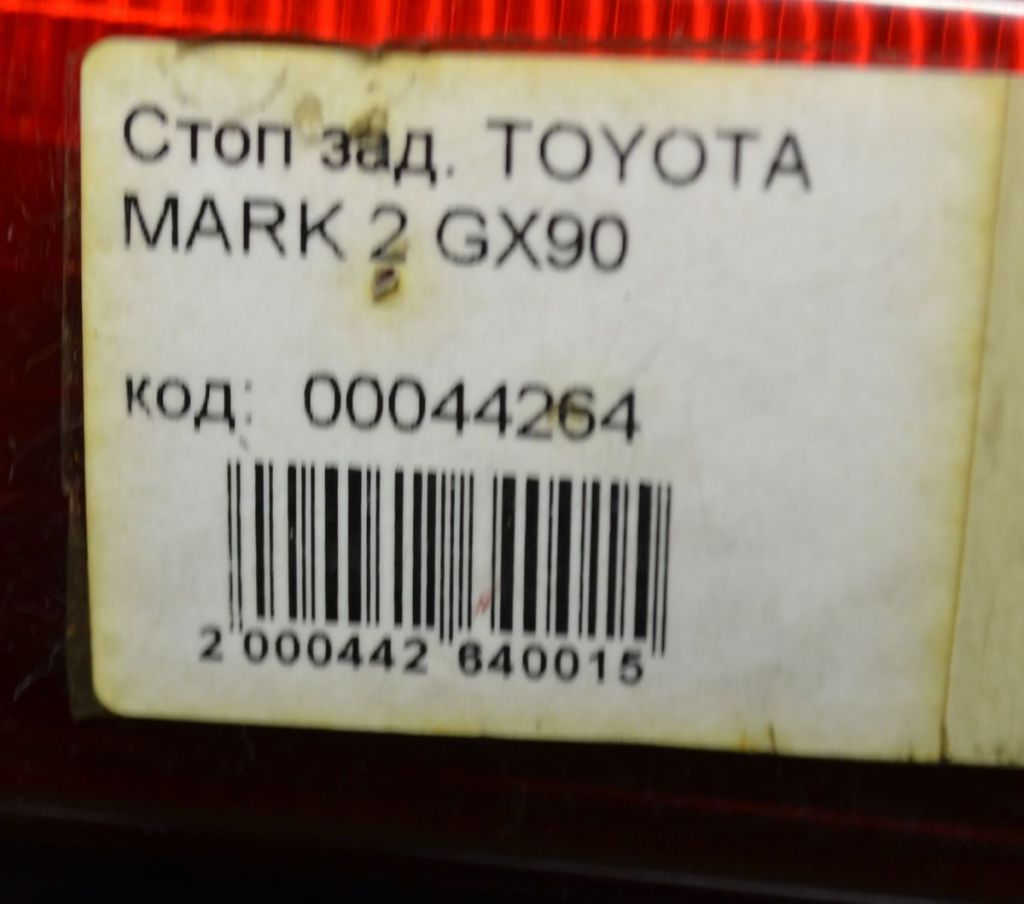 Стоп зад. TOYOTA
MARK 2 GX90
код: 00044264
2 000442 640015